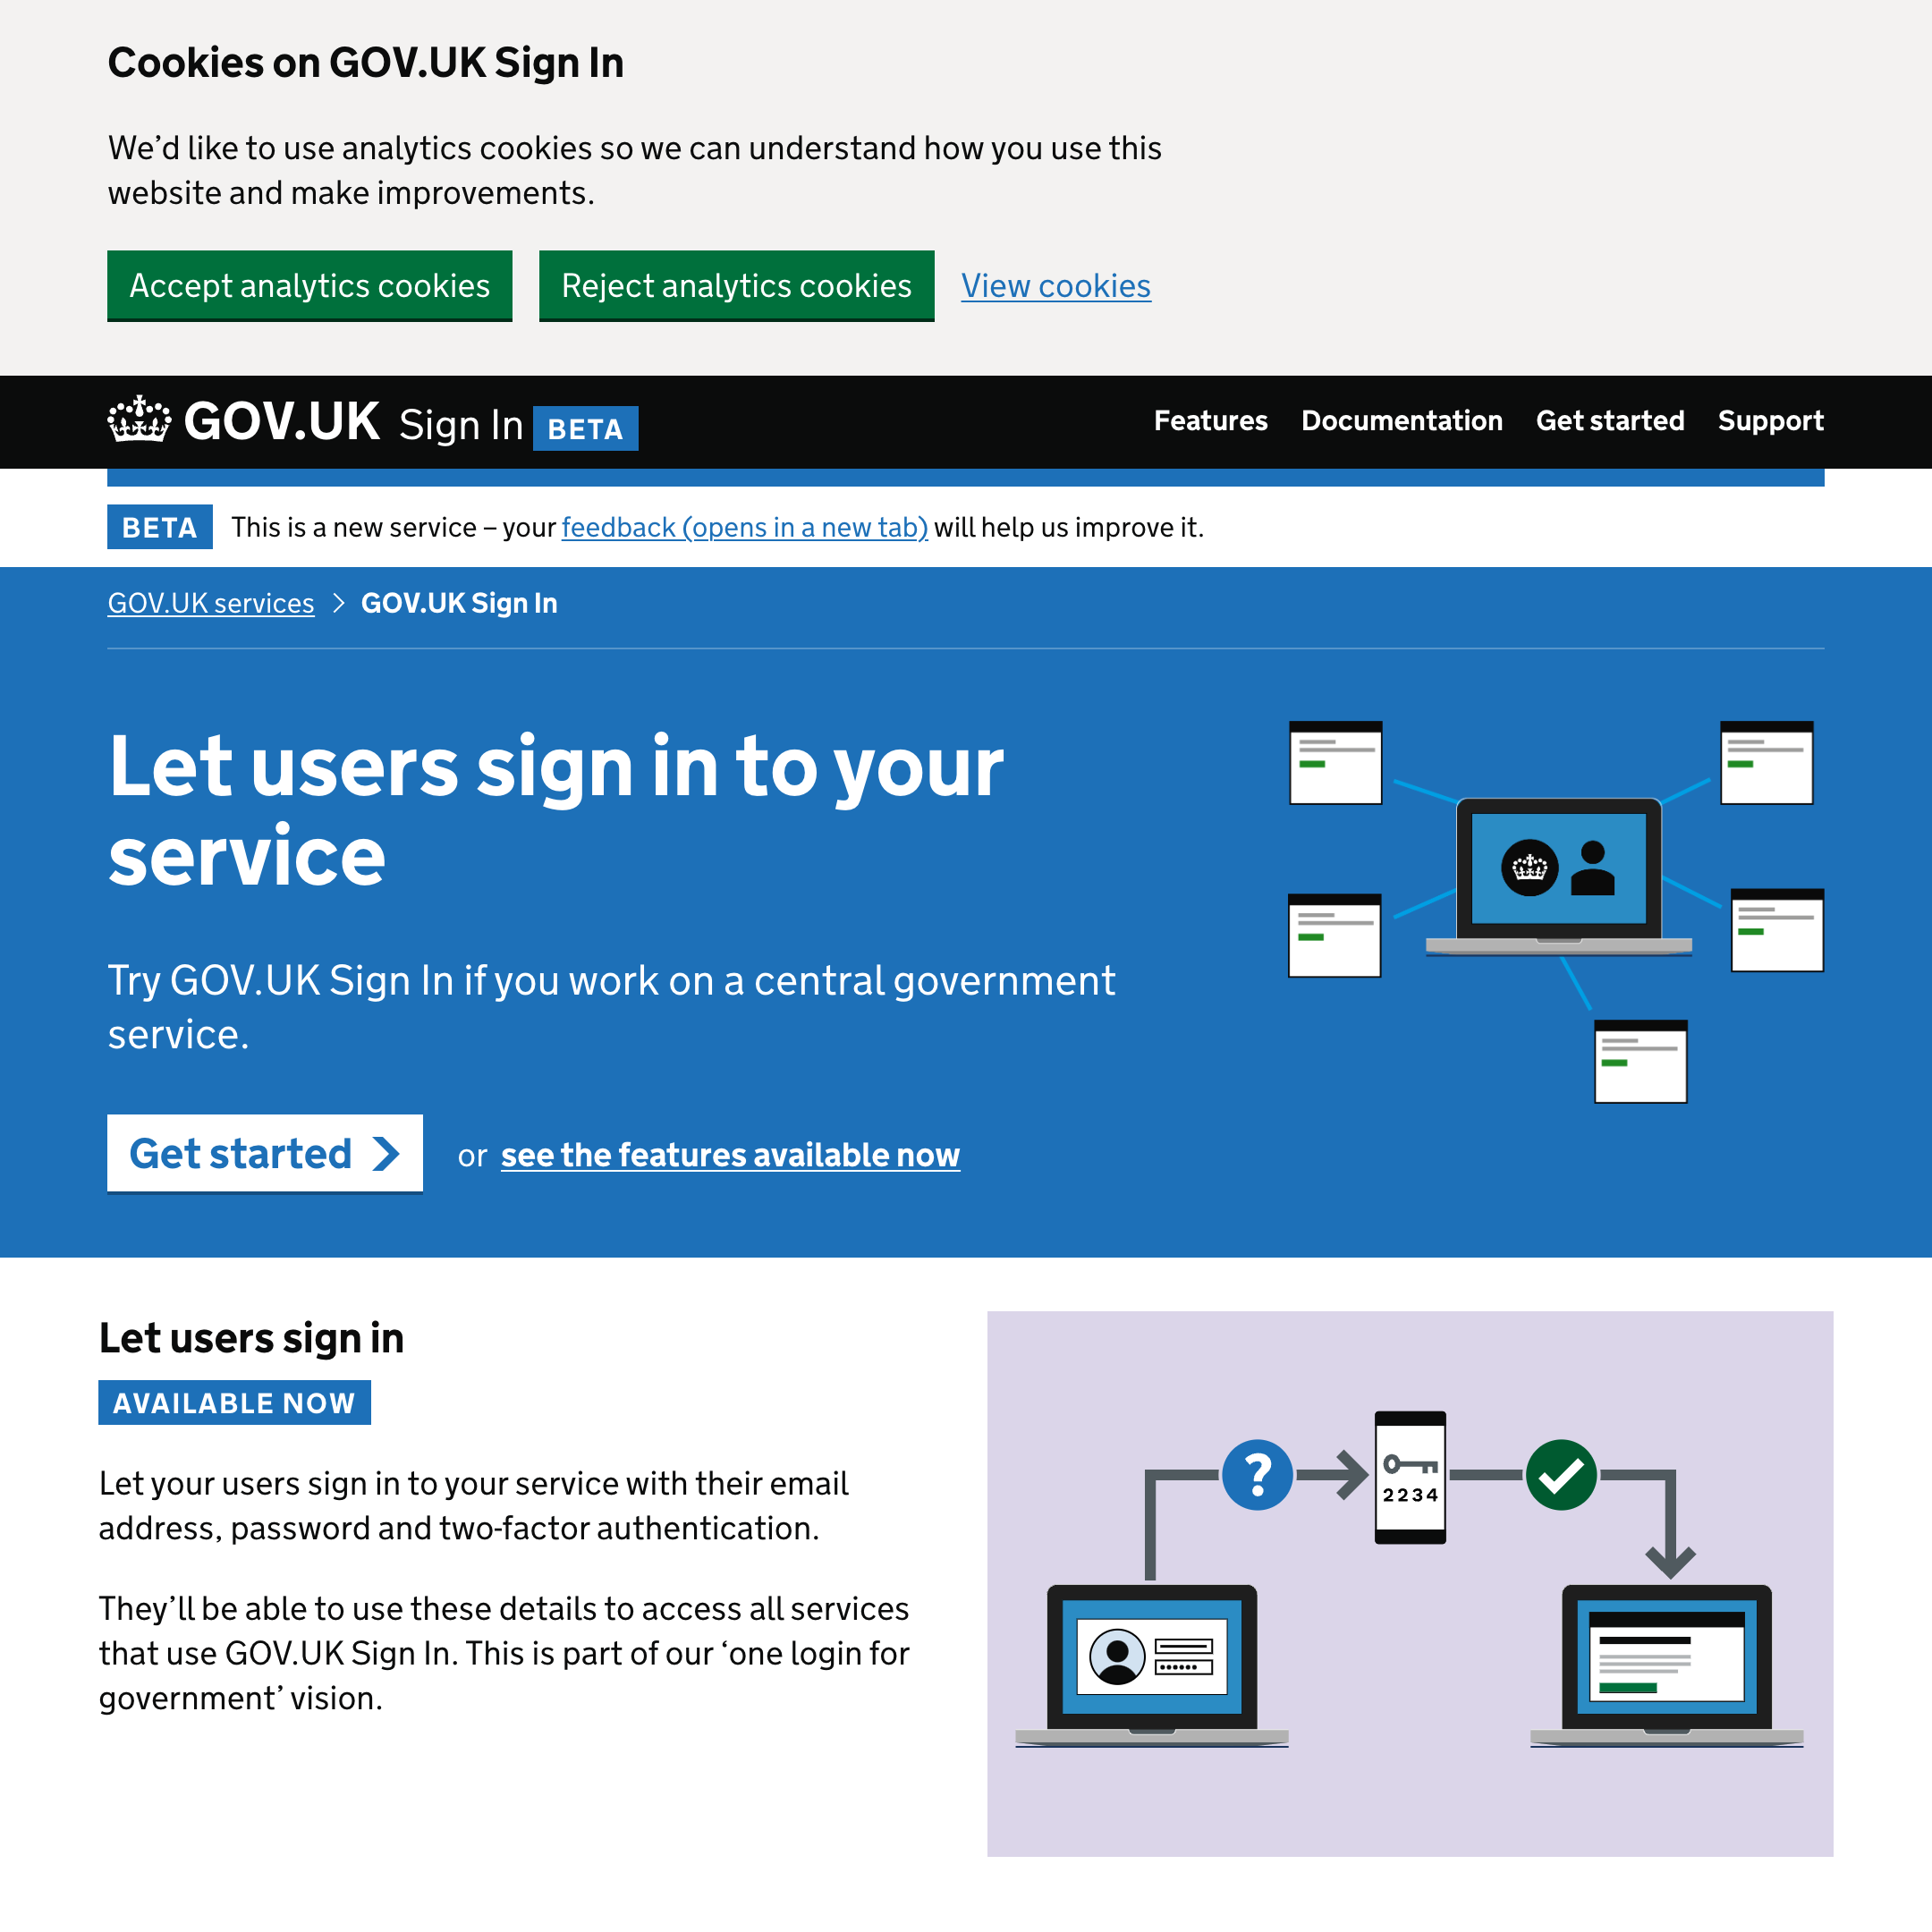 Cookies on GOV.UK Sign In
We’d like to use analytics cookies so we can understand how you use this
website and make improvements.
Accept analytics cookies
Reject analytics cookies
View cookies
GOV.UK Sign In BETA
Features
Documentation
Get started
Support
BETA This is a new service – your feedback (opens in a new tab) will help us improve it.
GOV.UK services
GOV.UK Sign In
Let users sign in to your
service
Try GOV.UK Sign In if you work on a central government
service.
Get started
or see the features available now
Let users sign in
AVAILABLE NOW
Let your users sign in to your service with their email
address, password and two-factor authentication.
They’ll be able to use these details to access all services
that use GOV.UK Sign In. This is part of our ‘one login for
government’ vision.
?
2234